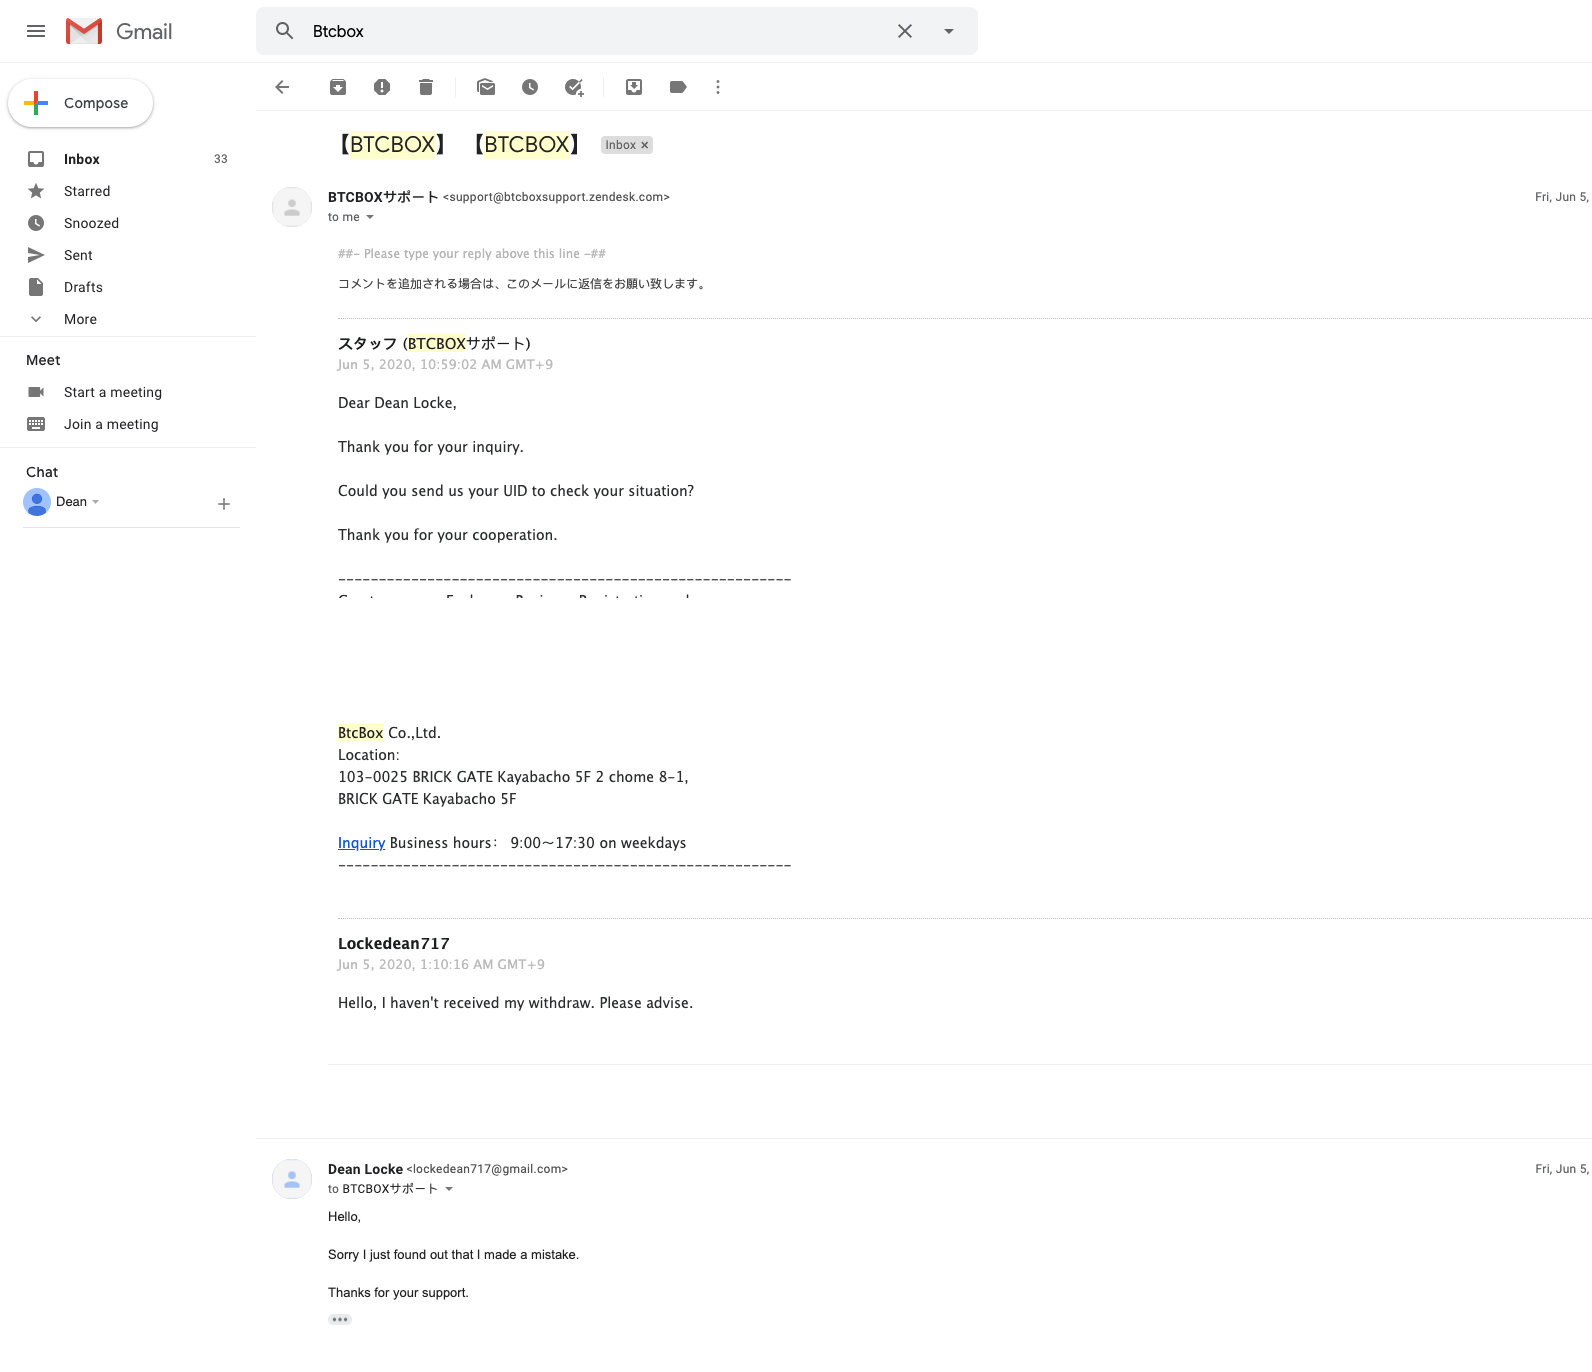 Gmail
Btcbox
Compose
Inbox 33
Starred
Snoozed
Sent
Drafts
More
Meet
Start a meeting
Join a meeting
Chat
Dean
【BTCBOX】 【BTCBOX】 Inbox ×
BTCBOXサポート <support@btcboxsupport.zendesk.com> Fri, Jun 5,
to me
##- Please type your reply above this line -##
コメントを追加される場合は、このメールに返信をお願い致します。
スタッフ (BTCBOXサポート)
Jun 5, 2020, 10:59:02 AM GMT+9
Dear Dean Locke,
Thank you for your inquiry.
Could you send us your UID to check your situation?
Thank you for your cooperation.
--------------------------------------------------------
BtcBox Co.,Ltd.
Location:
103-0025 BRICK GATE Kayabacho 5F 2 chome 8-1,
BRICK GATE Kayabacho 5F
Inquiry Business hours： 9:00〜17:30 on weekdays
--------------------------------------------------------
Lockedean717
Jun 5, 2020, 1:10:16 AM GMT+9
Hello, I haven't received my withdraw. Please advise.
Dean Locke <lockedean717@gmail.com> Fri, Jun 5,
to BTCBOXサポート
Hello,
Sorry I just found out that I made a mistake.
Thanks for your support.